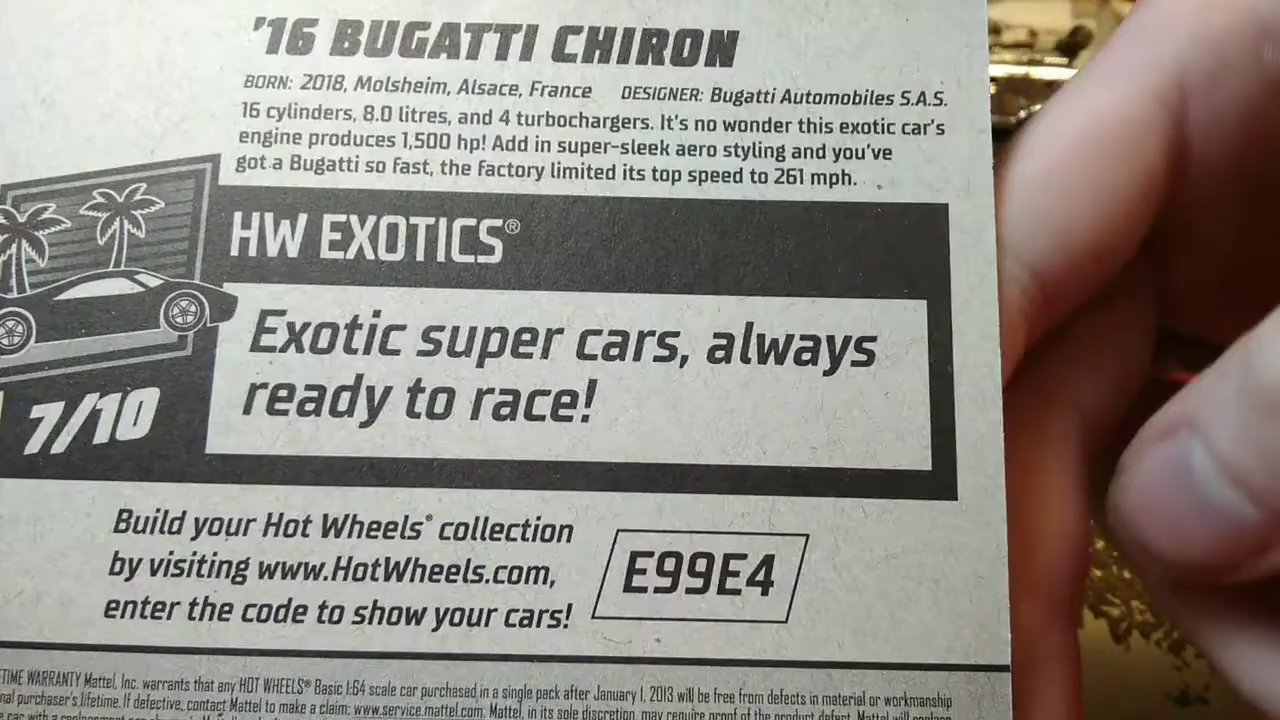 '16 BUGATTI CHIRON
BORN: 2018, Molsheim, Alsace, France DESIGNER: Bugatti Automobiles S.A.S.
16 cylinders, 8.0 litres, and 4 turbochargers. It's no wonder this exotic car's
engine produces 1,500 hp! Add in super-sleek aero styling and you've
got a Bugatti so fast, the factory limited its top speed to 261 mph.
HW EXOTICS®
Exotic super cars, always
ready to race!
7/10
Build your Hot Wheels® collection
by visiting www.HotWheels.com,
enter the code to show your cars!
E99E4
WARRANTY Mattel, Inc. warrants that any HOT WHEELS® Basic 1:64 scale car purchased in a single pack after January 1, 2013 will be free from defects in material or workmanship
purchaser's lifetime. If defective, contact Mattel to make a claim: www.service.mattel.com. Mattel, in its sole discretion, may require proof of the product defect. Mattel will replace